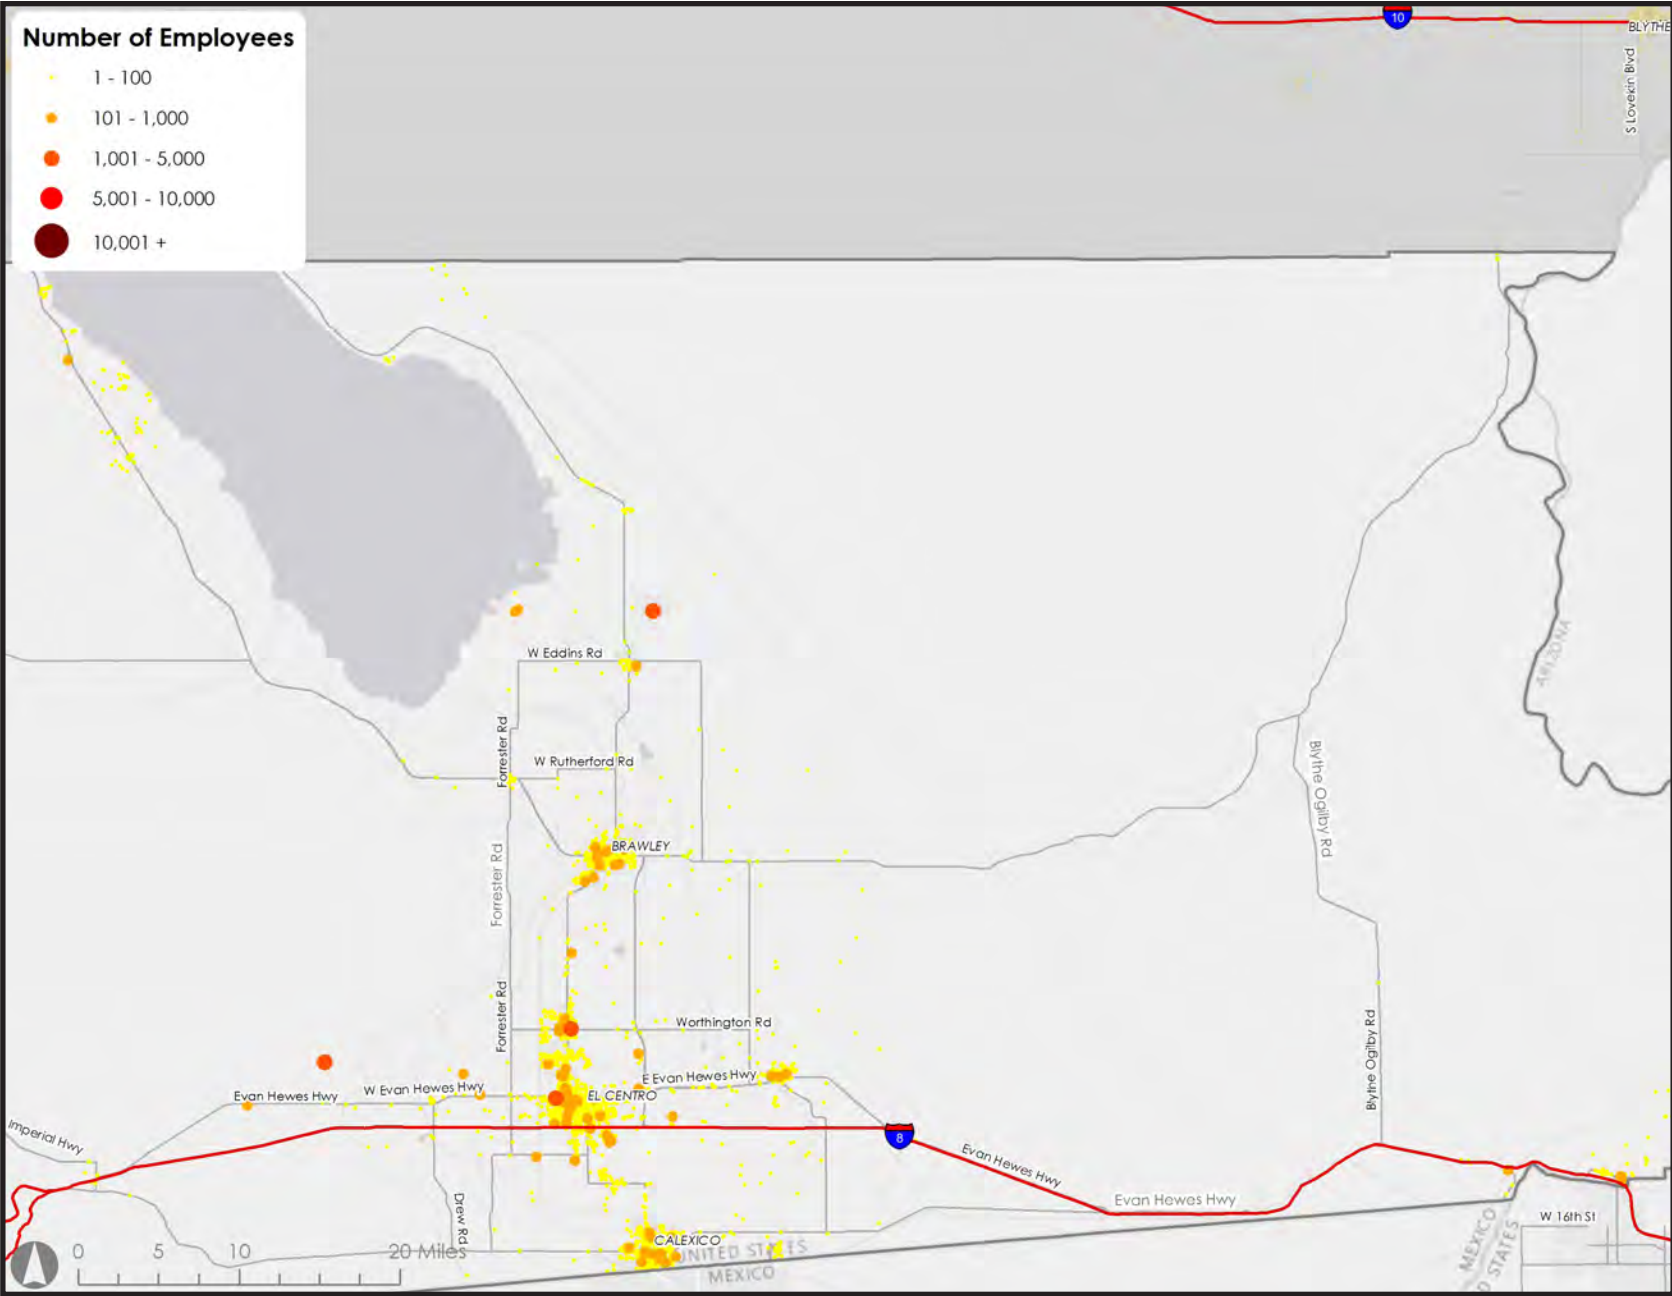 Number of Employees
1 - 100
101 - 1,000
1,001 - 5,000
5,001 - 10,000
10,001 +
10
BLYTHE
S Lovekin Blvd
ARIZONA
W Eddins Rd
Forrester Rd
W Rutherford Rd
Blythe Ogilby Rd
BRAWLEY
Forrester Rd
Forrester Rd
Worthington Rd
Blythe Ogilby Rd
E Evan Hewes Hwy
W Evan Hewes Hwy
Evan Hewes Hwy
EL CENTRO
Imperial Hwy
8
Evan Hewes Hwy
Evan Hewes Hwy
Drew Rd
W 16th St
CALEXICO
UNITED STATES
MEXICO
MEXICO
D STATES
0 5 10 20 Miles